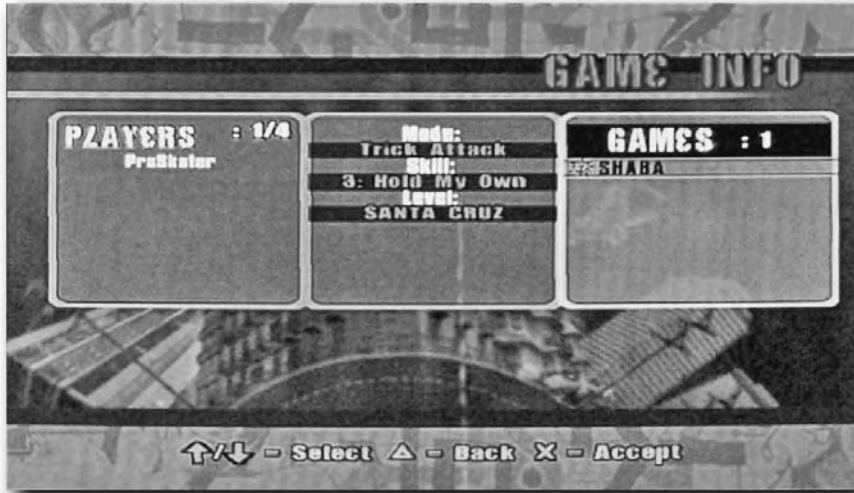 GAME INFO
PLAYERS : 1/4
ProSkater
Mode:
Trick Attack
Skill:
3: Hold My Own
Level:
SANTA CRUZ
GAMES : 1
SHABA
⬆/⬇ = Select △ = Back X = Accept